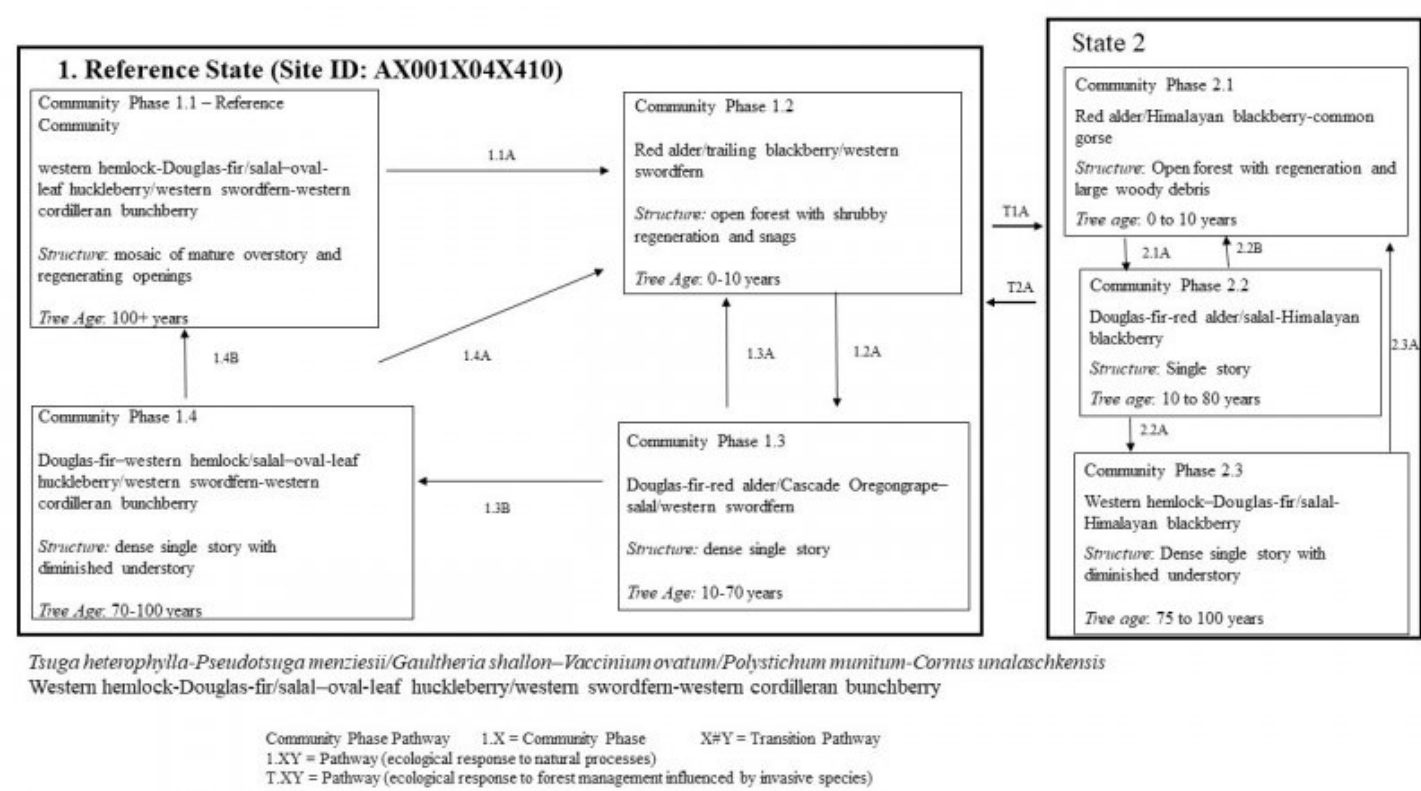 1. Reference State (Site ID: AX001X04X410)
Community Phase 1.1 – Reference
Community
western hemlock-Douglas-fir/salal–oval-
leaf huckleberry/western swordfern-western
cordilleran bunchberry
Structure: mosaic of mature overstory and
regenerating openings
Tree Age: 100+ years
1.1A
Community Phase 1.2
Red alder/trailing blackberry/western
swordfern
Structure: open forest with shrubby
regeneration and snags
Tree Age: 0-10 years
1.4B
1.4A
1.3A
1.2A
Community Phase 1.4
Douglas-fir–western hemlock/salal–oval-leaf
huckleberry/western swordfern-western
cordilleran bunchberry
Structure: dense single story with
diminished understory
Tree Age: 70-100 years
1.3B
Community Phase 1.3
Douglas-fir-red alder/Cascade Oregongrape–
salal/western swordfern
Structure: dense single story
Tree Age: 10-70 years
T1A
T2A
State 2
Community Phase 2.1
Red alder/Himalayan blackberry-common
gorse
Structure: Open forest with regeneration and
large woody debris
Tree age: 0 to 10 years
2.1A
2.2B
Community Phase 2.2
Douglas-fir-red alder/salal-Himalayan
blackberry
Structure: Single story
Tree age: 10 to 80 years
2.3A
2.2A
Community Phase 2.3
Western hemlock–Douglas-fir/salal-
Himalayan blackberry
Structure: Dense single story with
diminished understory
Tree age: 75 to 100 years
Tsuga heterophylla-Pseudotsuga menziesii/Gaultheria shallon–Vaccinium ovatum/Polystichum munitum-Cornus unalaschkensis
Western hemlock-Douglas-fir/salal–oval-leaf huckleberry/western swordfern-western cordilleran bunchberry
Community Phase Pathway 1.X = Community Phase X#Y = Transition Pathway
1.XY = Pathway (ecological response to natural processes)
T.XY = Pathway (ecological response to forest management influenced by invasive species)